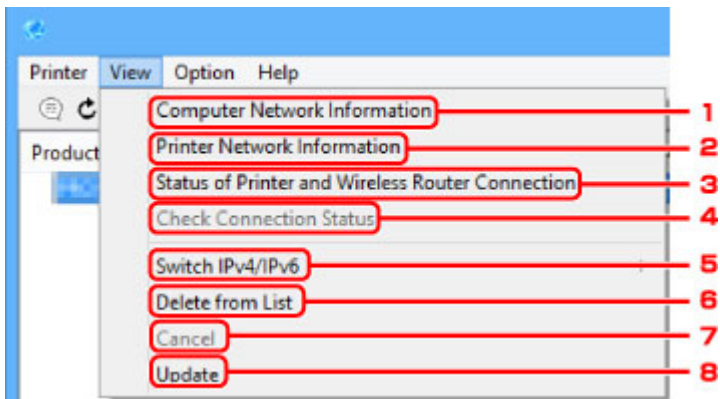 Printer View Option Help
Computer Network Information 1
Product Printer Network Information 2
Status of Printer and Wireless Router Connection 3
Check Connection Status 4
Switch IPv4/IPv6 5
Delete from List 6
Cancel 7
Update 8